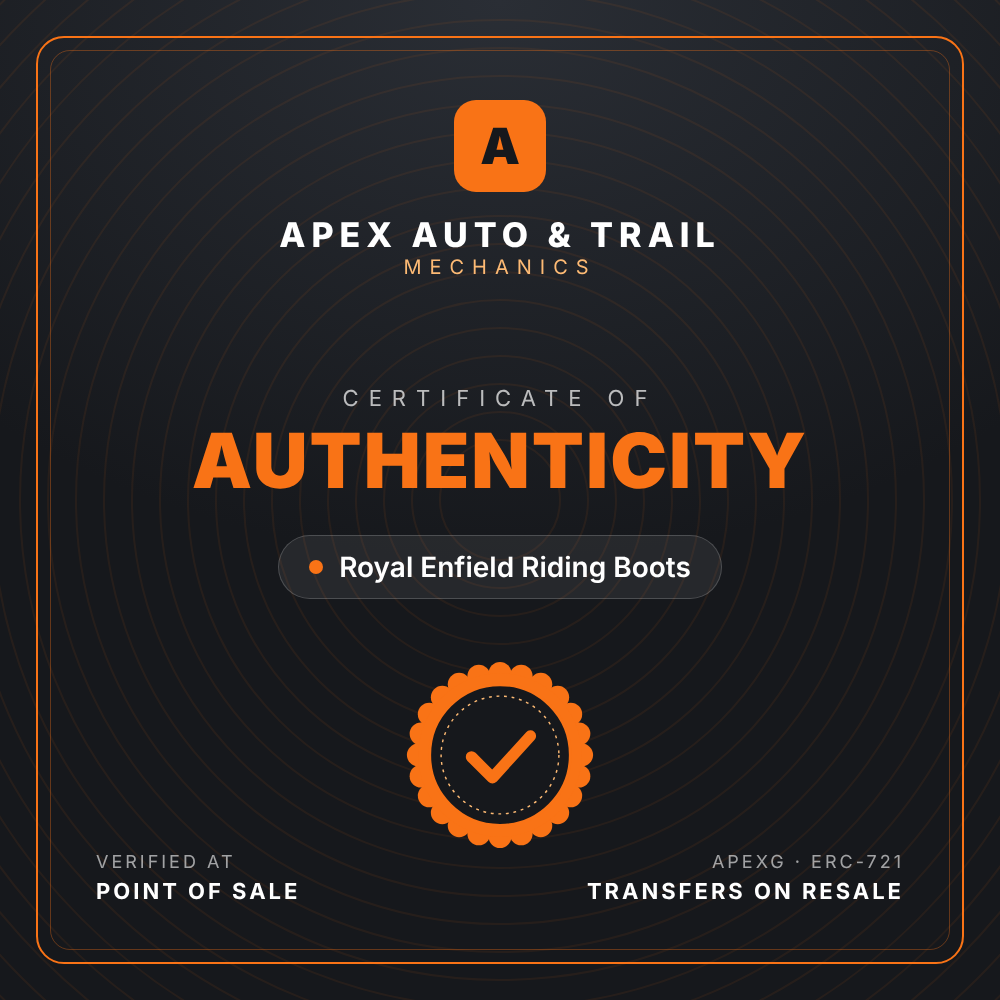 A
APEX AUTO & TRAIL
MECHANICS
CERTIFICATE OF
AUTHENTICITY
Royal Enfield Riding Boots
VERIFIED AT
POINT OF SALE
APEXG · ERC-721
TRANSFERS ON RESALE